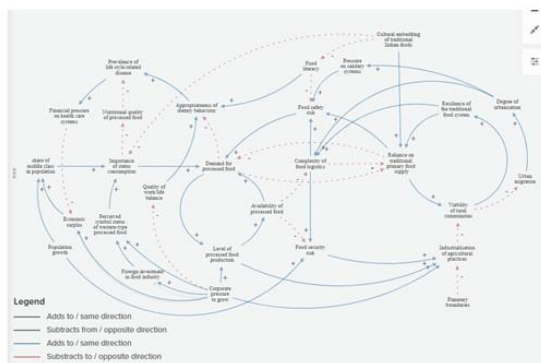 Cultural embedding
of traditional
Indian foods
Prevalence of
life style related
disease
Food
literacy
Pressure
on sanitary
systems
Financial pressure
on health care
systems
Nutritional quality
of processed food
Appropriateness of
dietary behaviour
Food safety
risk
Resilience of
the traditional
food system
Degree of
urbanisation
share of
middle class
in population
Importance
of status
consumption
Demand for
processed food
Complexity of
food logistics
Reliance on
traditional
primary food
supply
Urban
migration
Quality of
work/life
balance
Economic
surplus
Perceived
symbol status
of western-type
processed food
Availability of
processed food
Viability
of rural
communities
Population
growth
Level of
processed food
production
Food security
risk
Industrialisation
of agricultural
practices
Foreign investment
in food industry
Corporate
pressure
to grow
Planetary
boundaries
Legend
Adds to / same direction
Subtracts from / opposite direction
Adds to / same direction
Substracts to / opposite direction